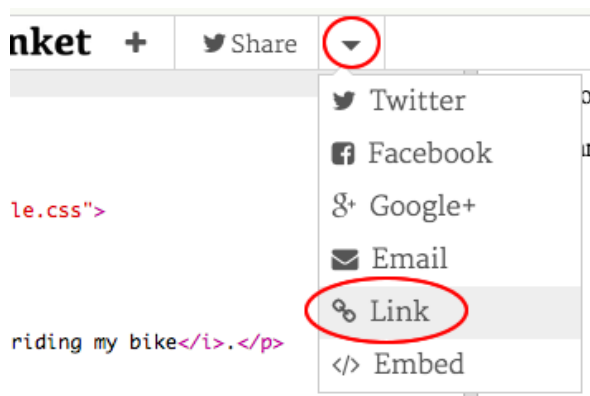 nket + Share
Twitter
Facebook
g+ Google+
le.css">
Email
Link
riding my bike</i>.</p>
</> Embed